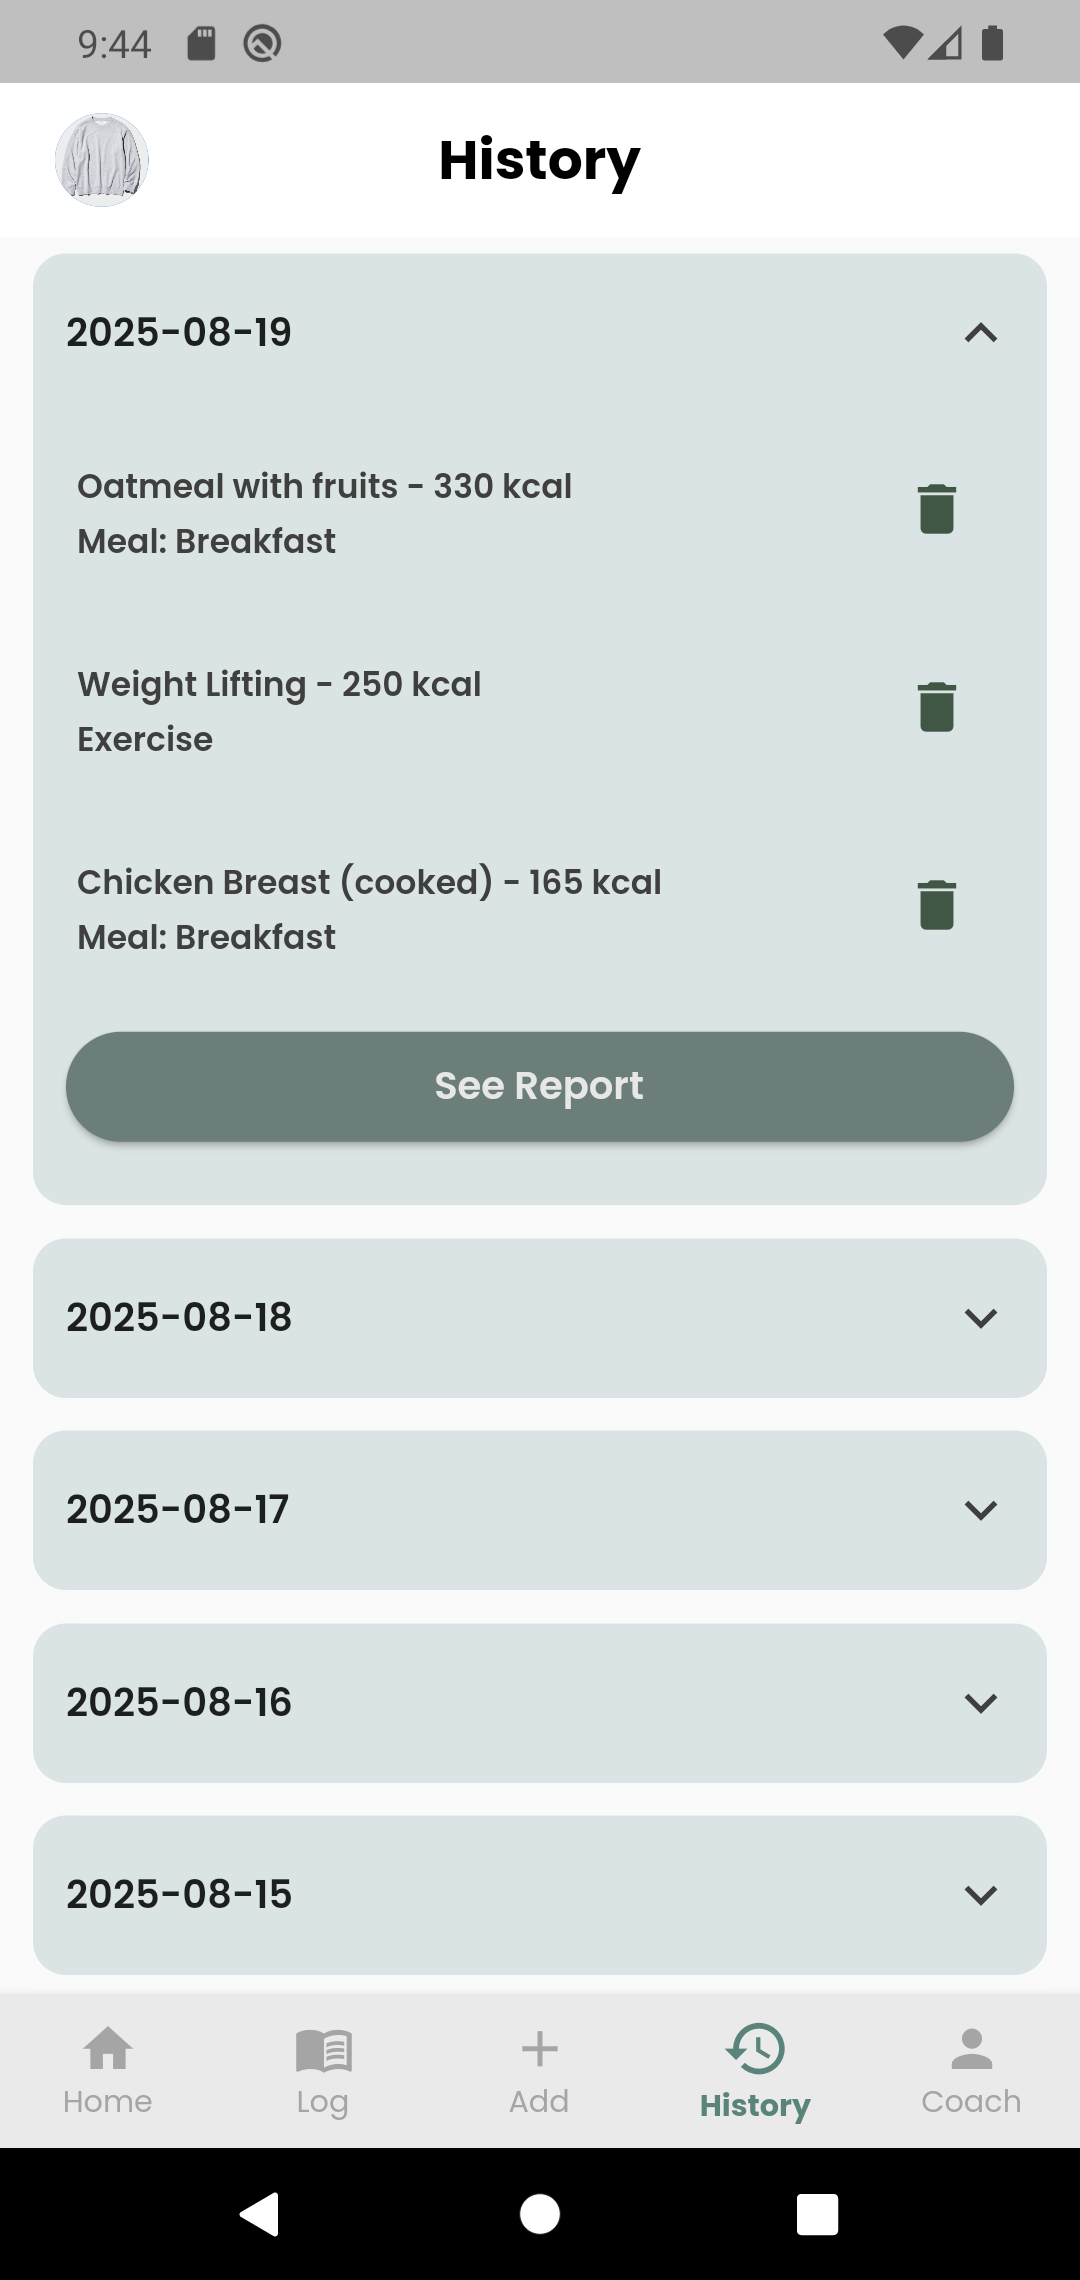 9:44
History
2025-08-19
Oatmeal with fruits - 330 kcal
Meal: Breakfast
Weight Lifting - 250 kcal
Exercise
Chicken Breast (cooked) - 165 kcal
Meal: Breakfast
See Report
2025-08-18
2025-08-17
2025-08-16
2025-08-15
Home
Log
Add
History
Coach